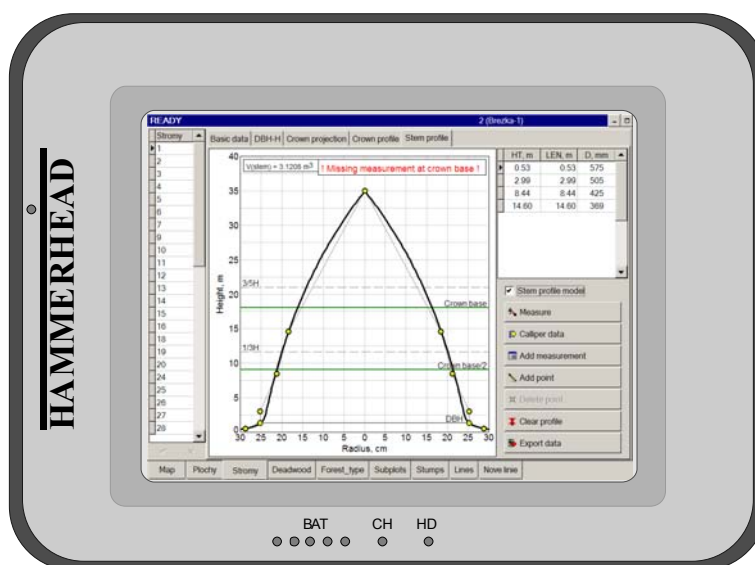 HAMMERHEAD
READY 2 (Brezka-1)
Stromy
1
2
3
4
5
6
7
8
9
10
11
12
13
14
15
16
17
18
19
20
24
25
26
27
28
Basic data DBH-H Crown projection Crown profile Stem profile
V(stem) = 3.1205 m³
! Missing measurement at crown base !
Height, m
40
35
30
25
20
15
10
5
0
3/5H
Crown base
1/3H
Crown base/2
DBH
30 25 20 15 10 5 0 5 10 15 20 25 30
Radius, cm
HT, m LEN, m D, mm
0.53 0.53 575
2.99 2.99 505
8.44 8.44 425
14.60 14.60 369
Stem profile model
Measure
Calliper data
Add measurement
Add point
Delete point
Clear profile
Export data
Map Plochy Stromy Deadwood Forest_type Subplots Stumps Lines Nove linie
BAT CH HD